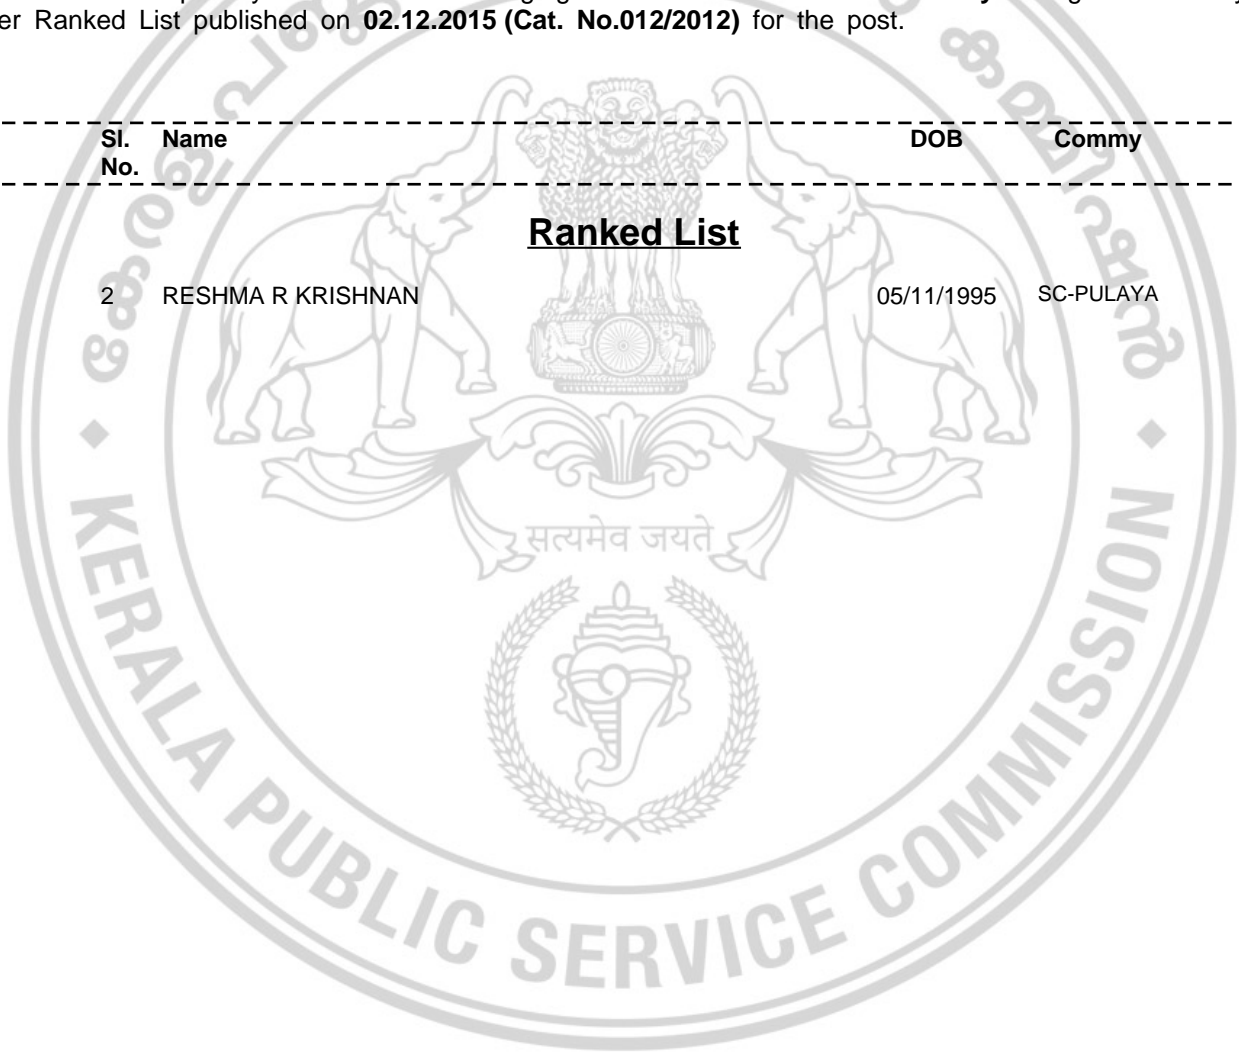 er Ranked List published on 02.12.2015 (Cat. No.012/2012) for the post.
Sl. Name DOB Commy
No.
Ranked List
2 RESHMA R KRISHNAN 05/11/1995 SC-PULAYA
सत्यमेव जयते
KERALA PUBLIC SERVICE COMMISSION